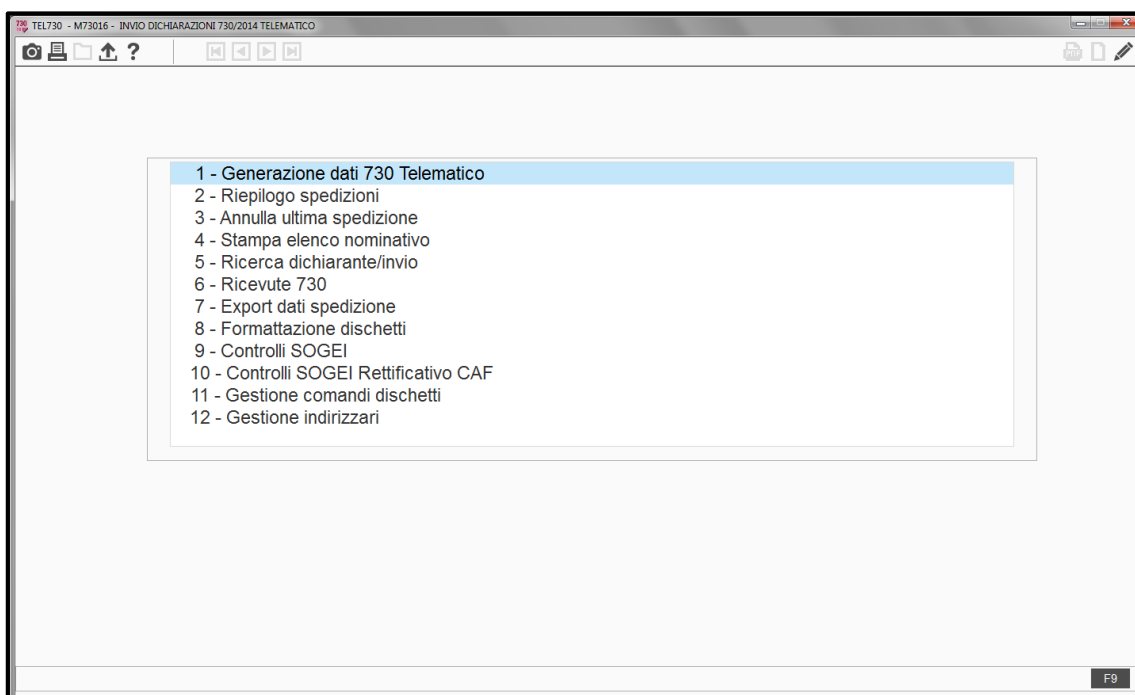 TEL730 - M73016 - INVIO DICHIARAZIONI 730/2014 TELEMATICO
1 - Generazione dati 730 Telematico
2 - Riepilogo spedizioni
3 - Annulla ultima spedizione
4 - Stampa elenco nominativo
5 - Ricerca dichiarante/invio
6 - Ricevute 730
7 - Export dati spedizione
8 - Formattazione dischetti
9 - Controlli SOGEI
10 - Controlli SOGEI Rettificativo CAF
11 - Gestione comandi dischetti
12 - Gestione indirizzari
F9